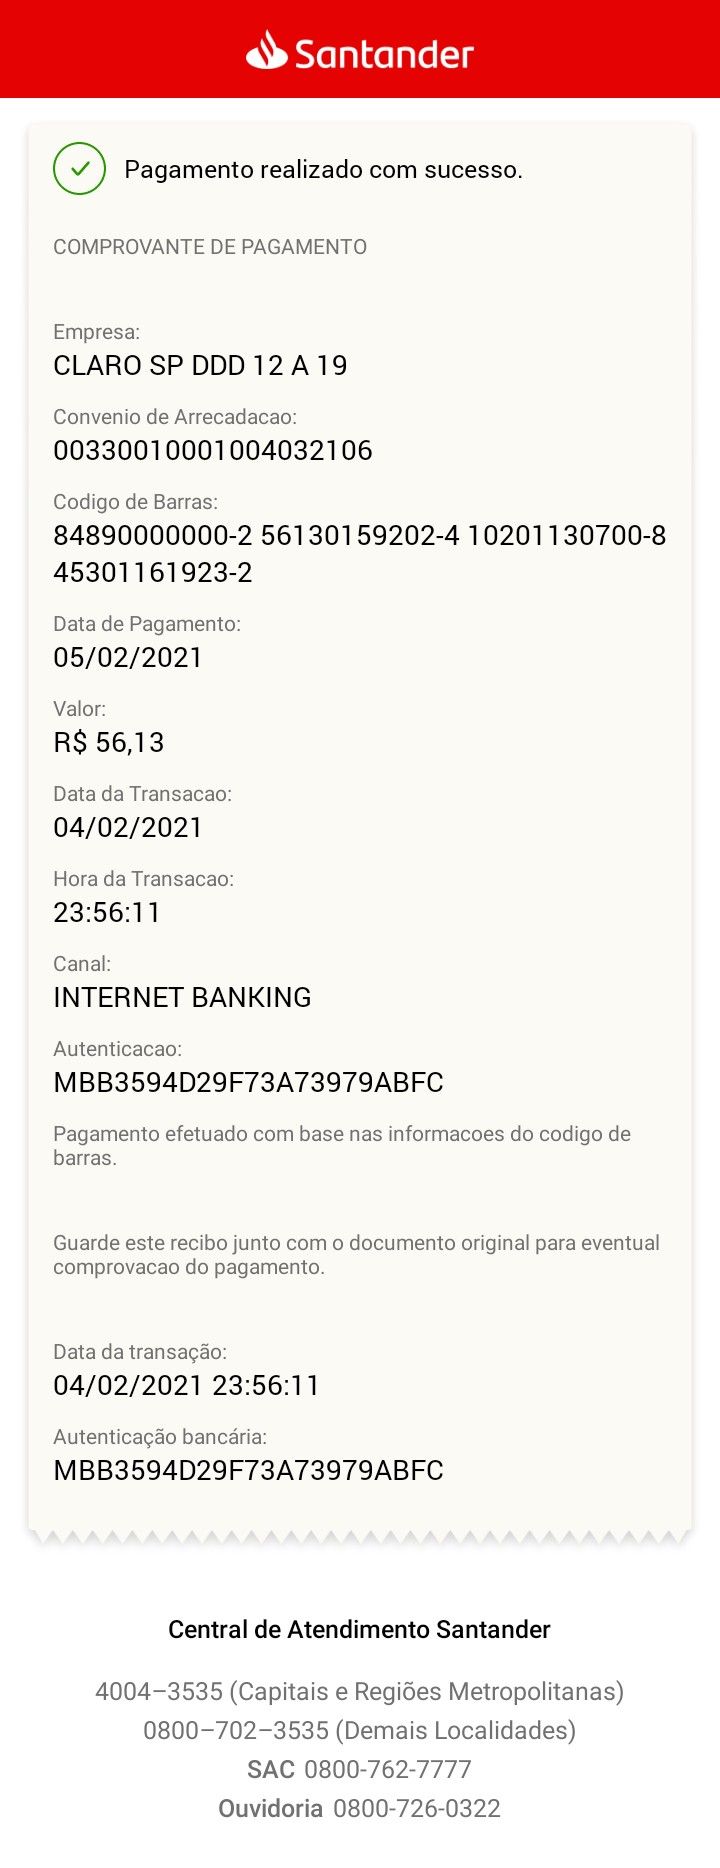 Santander
Pagamento realizado com sucesso.
COMPROVANTE DE PAGAMENTO
Empresa:
CLARO SP DDD 12 A 19
Convenio de Arrecadacao:
00330010001004032106
Codigo de Barras:
84890000000-2 56130159202-4 10201130700-8
45301161923-2
Data de Pagamento:
05/02/2021
Valor:
R$ 56,13
Data da Transacao:
04/02/2021
Hora da Transacao:
23:56:11
Canal:
INTERNET BANKING
Autenticacao:
MBB3594D29F73A73979ABFC
Pagamento efetuado com base nas informacoes do codigo de
barras.
Guarde este recibo junto com o documento original para eventual
comprovacao do pagamento.
Data da transação:
04/02/2021 23:56:11
Autenticação bancária:
MBB3594D29F73A73979ABFC
Central de Atendimento Santander
4004–3535 (Capitais e Regiões Metropolitanas)
0800–702–3535 (Demais Localidades)
SAC 0800-762-7777
Ouvidoria 0800-726-0322